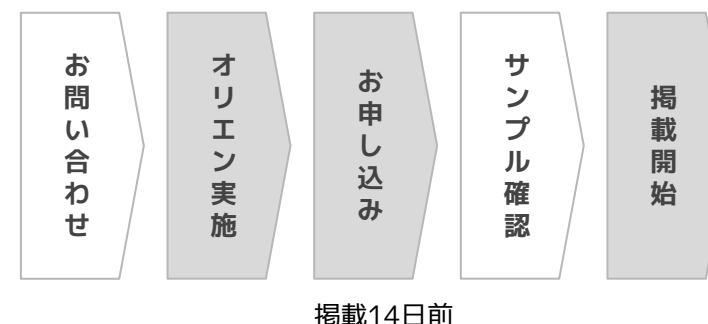 お問い合わせ
オリエン実施
お申し込み
サンプル確認
掲載開始
掲載14日前